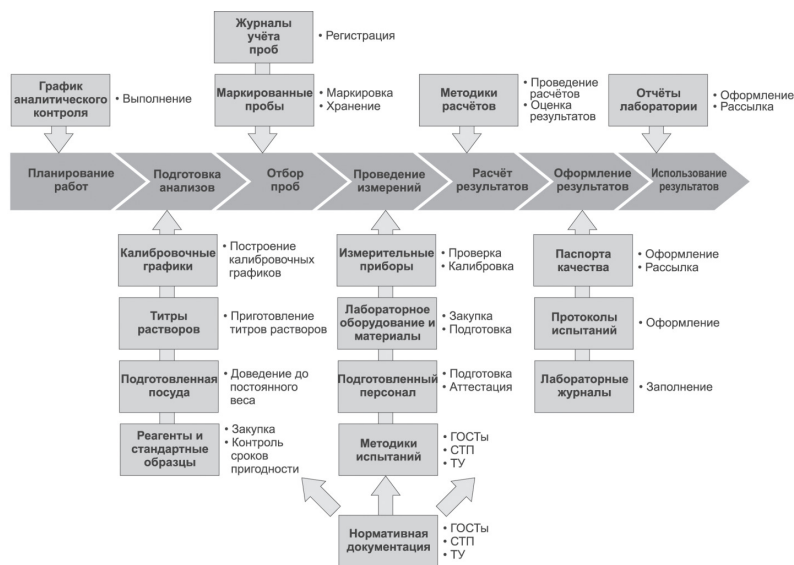 Журналы
учёта
проб
• Регистрация
График
аналитического
контроля
• Выполнение
Маркированные
пробы
• Маркировка
• Хранение
Методики
расчётов
• Проведение
расчётов
• Оценка
результатов
Отчёты
лаборатории
• Оформление
• Рассылка
Планирование
работ
Подготовка
анализов
Отбор
проб
Проведение
измерений
Расчёт
результатов
Оформление
результатов
Использование
результатов
Калибровочные
графики
• Построение
калибровочных
графиков
Титры
растворов
• Приготовление
титров растворов
Подготовленная
посуда
• Доведение до
постоянного
веса
Реагенты и
стандартные
образцы
• Закупка
• Контроль
сроков
пригодности
Измерительные
приборы
• Проверка
• Калибровка
Лабораторное
оборудование и
материалы
• Закупка
• Подготовка
Подготовленный
персонал
• Подготовка
• Аттестация
Методики
испытаний
• ГОСТы
• СТП
• ТУ
Нормативная
документация
• ГОСТы
• СТП
• ТУ
Паспорта
качества
• Оформление
• Рассылка
Протоколы
испытаний
• Оформление
Лабораторные
журналы
• Заполнение